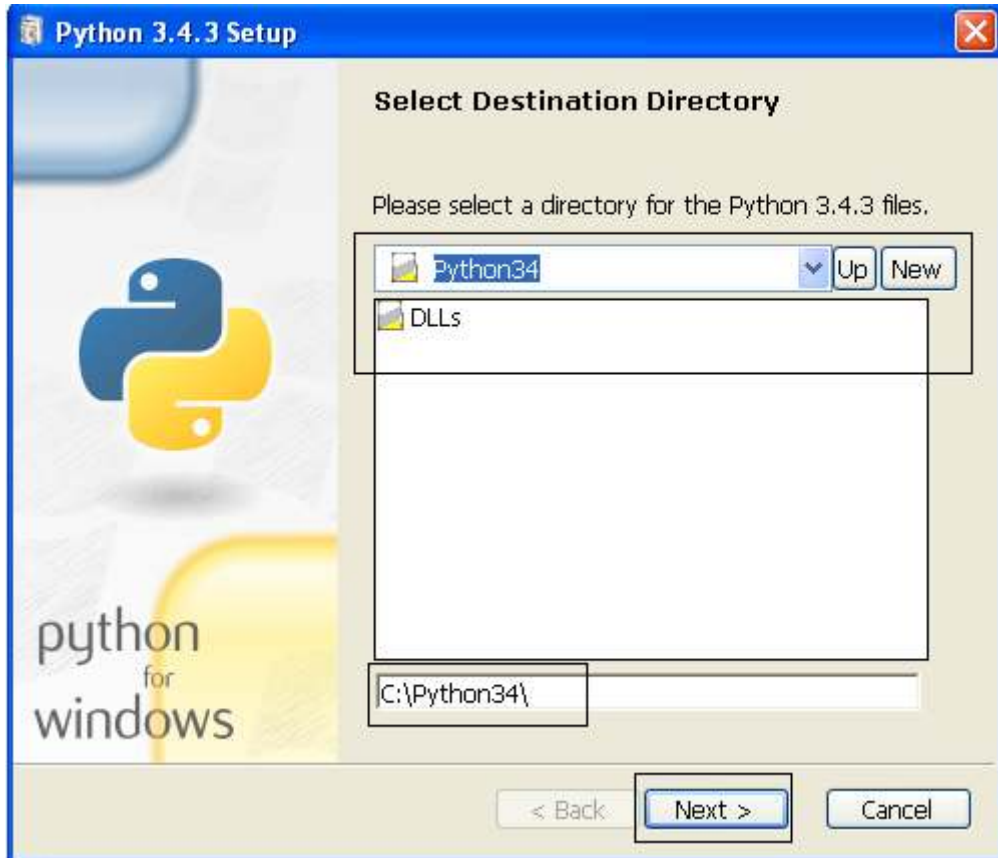 Python 3.4.3 Setup
Select Destination Directory
Please select a directory for the Python 3.4.3 files.
Python34
Up
New
DLLs
python
for
windows
C:\Python34\
< Back
Next >
Cancel